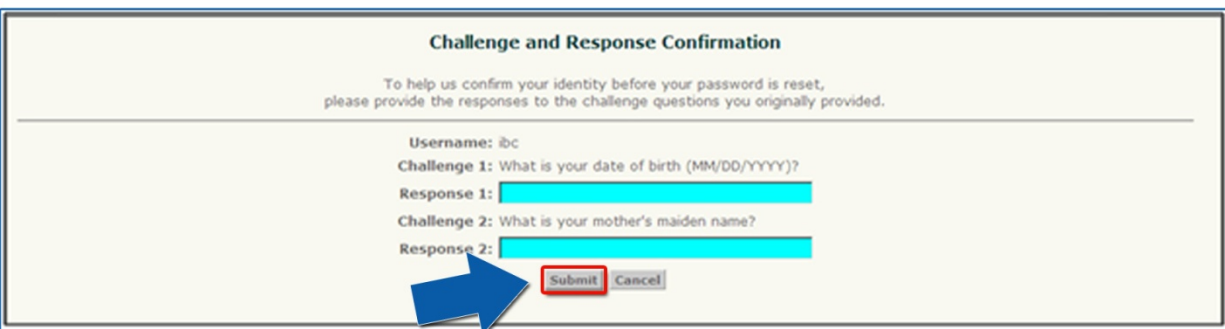 Challenge and Response Confirmation
To help us confirm your identity before your password is reset,
please provide the responses to the challenge questions you originally provided.
Username: ibc
Challenge 1: What is your date of birth (MM/DD/YYYY)?
Response 1:
Challenge 2: What is your mother's maiden name?
Response 2:
Submit Cancel